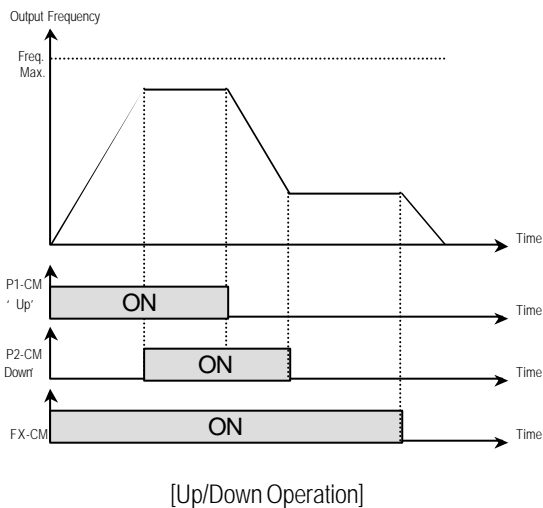 Output Frequency
Freq.
Max.
Time
P1-CM
' Up'
ON
Time
P2-CM
Down'
ON
Time
FX-CM
ON
Time
[Up/Down Operation]